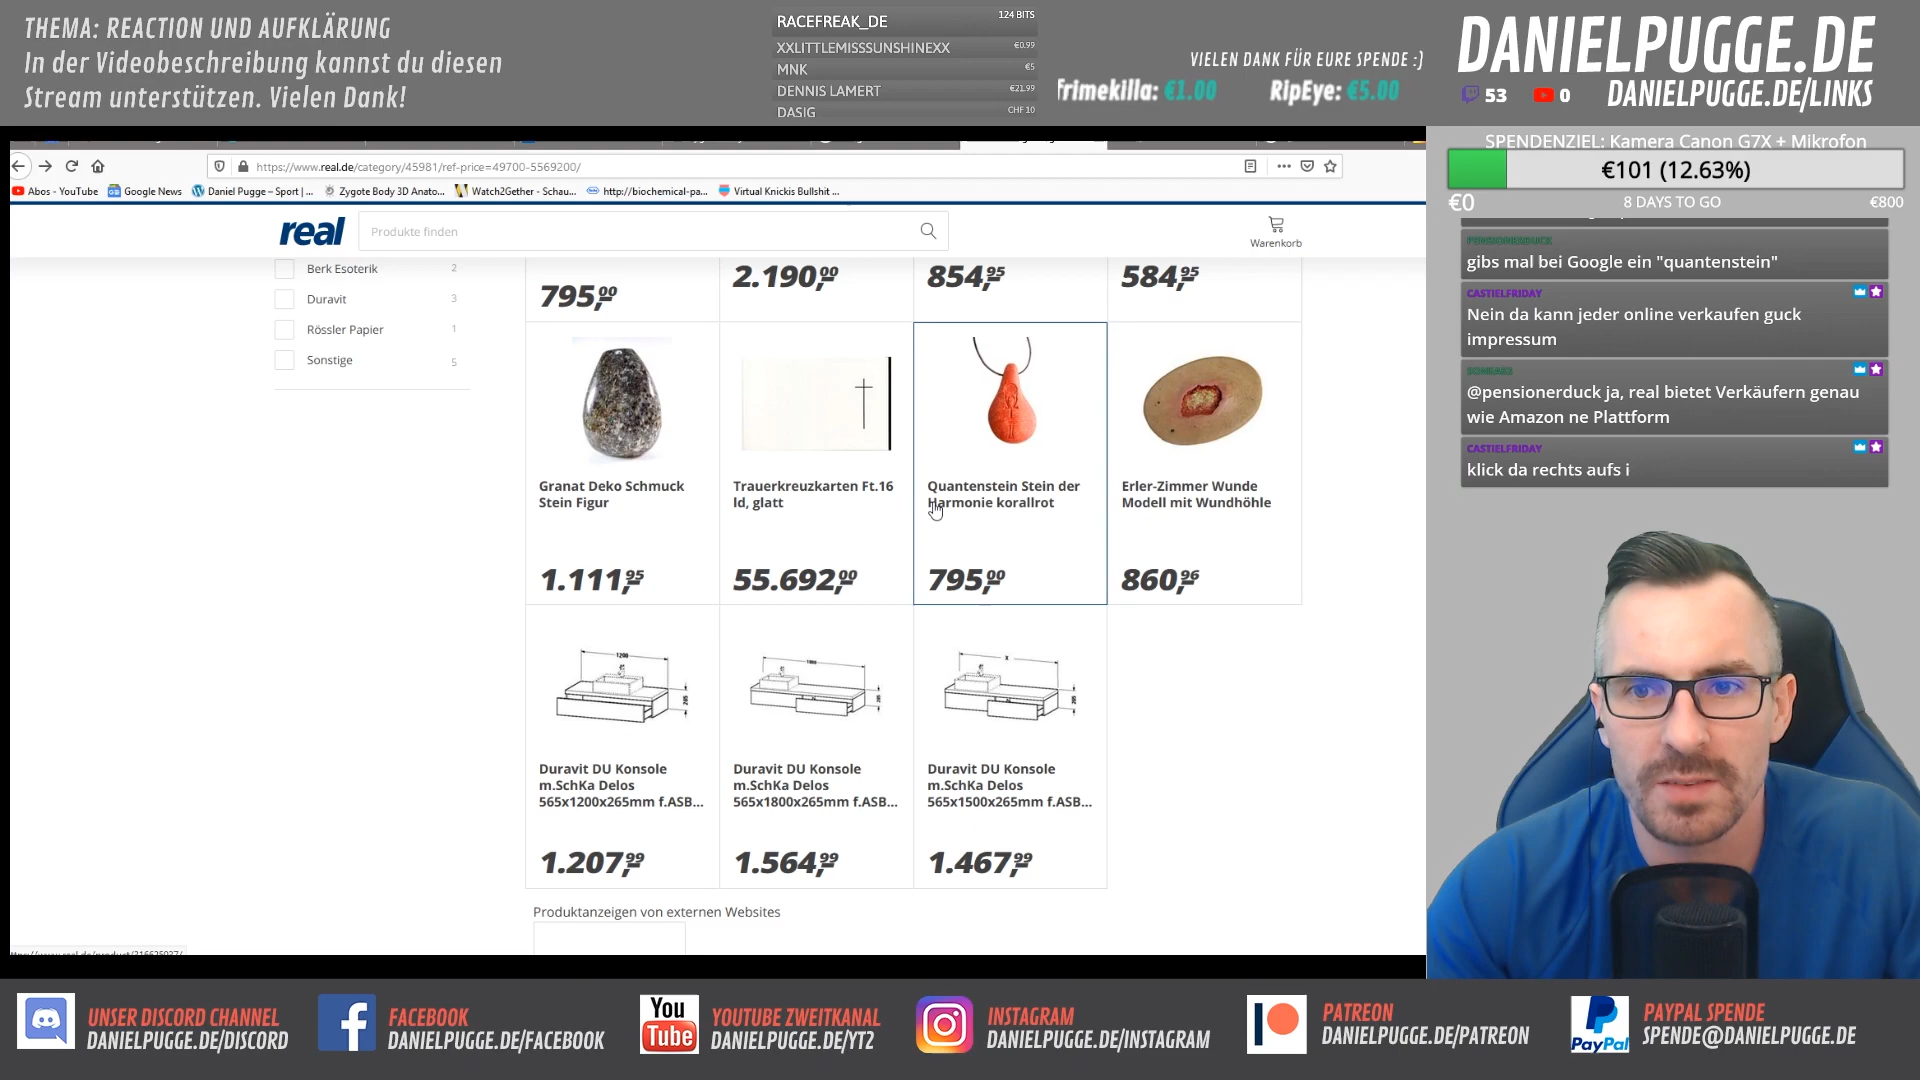 THEMA: REACTION UND AUFKLÄRUNG
In der Videobeschreibung kannst du diesen
Stream unterstützen. Vielen Dank!
RACEFREAK_DE 124 BITS
XXLITTLEMISSSUNSHINEXX €0.99
MNK €5
DENNIS LAMERT €21.99
DASIG CHF 10
VIELEN DANK FÜR EURE SPENDE :)
Trimekilla: €1.00 RipEye: €5.00
DANIELPUGGE.DE
53 0 DANIELPUGGE.DE/LINKS
SPENDENZIEL: Kamera Canon G7X + Mikrofon
€101 (12.63%)
€0 8 DAYS TO GO €800
https://www.real.de/category/45981/ref-price=49700-5569200/
Abos - YouTube Google News Daniel Pugge – Sport | ... Zygote Body 3D Anato... Watch2Gether - Schau... http://biochemical-pa... Virtual Knickis Bullshit ...
real Produkte finden Warenkorb
Berk Esoterik 2
Duravit 3
Rössler Papier 1
Sonstige 5
795,00 2.190,00 854,95 584,95
Granat Deko Schmuck
Stein Figur
1.111,95
Trauerkreuzkarten Ft.16
ld, glatt
55.692,00
Quantenstein Stein der
Harmonie korallrot
795,00
Erler-Zimmer Wunde
Modell mit Wundhöhle
860,96
1200
Duravit DU Konsole
m.SchKa Delos
565x1200x265mm f.ASB...
1.207,99
Duravit DU Konsole
m.SchKa Delos
565x1800x265mm f.ASB...
1.564,99
Duravit DU Konsole
m.SchKa Delos
565x1500x265mm f.ASB...
1.467,99
Produktanzeigen von externen Websites
PENSIONERDUCK
gibs mal bei Google ein "quantenstein"
CASTIELFRIDAY
Nein da kann jeder online verkaufen guck
impressum
@pensionerduck ja, real bietet Verkäufern genau
wie Amazon ne Plattform
CASTIELFRIDAY
klick da rechts aufs i
UNSER DISCORD CHANNEL
DANIELPUGGE.DE/DISCORD
FACEBOOK
DANIELPUGGE.DE/FACEBOOK
You
Tube
YOUTUBE ZWEITKANAL
DANIELPUGGE.DE/YT2
INSTAGRAM
DANIELPUGGE.DE/INSTAGRAM
PATREON
DANIELPUGGE.DE/PATREON
PayPal
PAYPAL SPENDE
SPENDE@DANIELPUGGE.DE